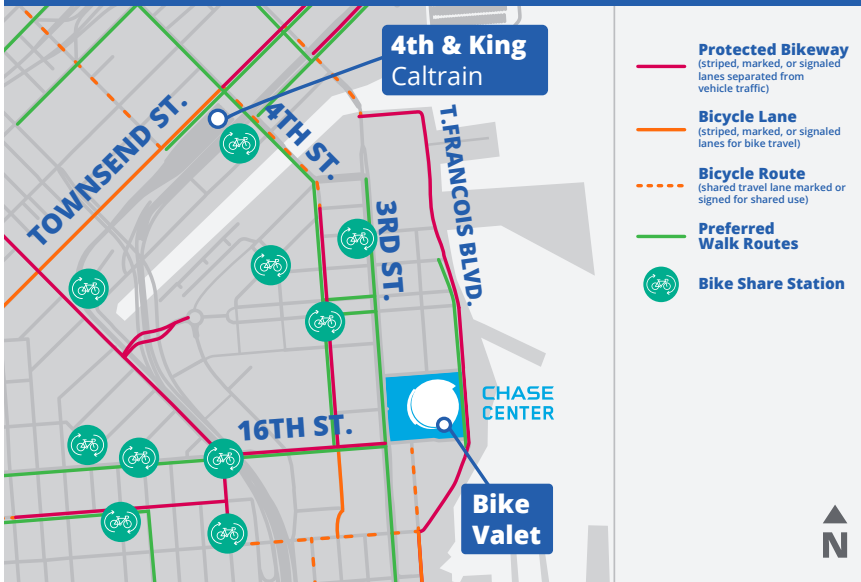 4th & King
Caltrain
TOWNSEND ST.
4TH ST.
T.FRANCOIS BLVD.
3RD ST.
CHASE
CENTER
16TH ST.
Bike
Valet
Protected Bikeway
(striped, marked, or signaled
lanes separated from
vehicle traffic)
Bicycle Lane
(striped, marked, or signaled
lanes for bike travel)
Bicycle Route
(shared travel lane marked or
signed for shared use)
Preferred
Walk Routes
Bike Share Station
N